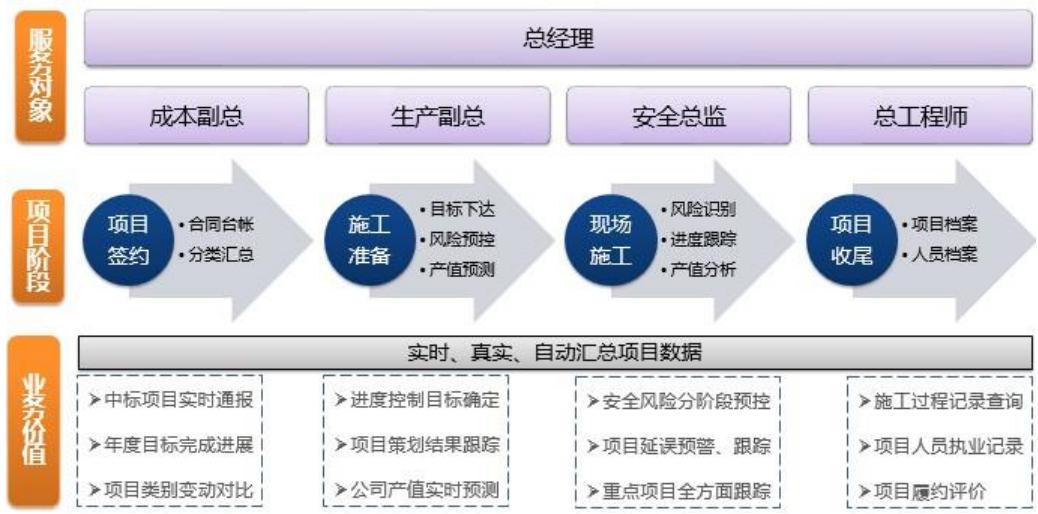 服务对象
总经理
成本副总
生产副总
安全总监
总工程师
项目阶段
项目
签约
•合同台帐
•分类汇总
施工
准备
•目标下达
•风险预控
•产值预测
现场
施工
•风险识别
•进度跟踪
•产值分析
项目
收尾
•项目档案
•人员档案
业务价值
实时、真实、自动汇总项目数据
➢中标项目实时通报
➢年度目标完成进展
➢项目类别变动对比
➢进度控制目标确定
➢项目策划结果跟踪
➢公司产值实时预测
➢安全风险分阶段预控
➢项目延误预警、跟踪
➢重点项目全方面跟踪
➢施工过程记录查询
➢项目人员执业记录
➢项目履约评价